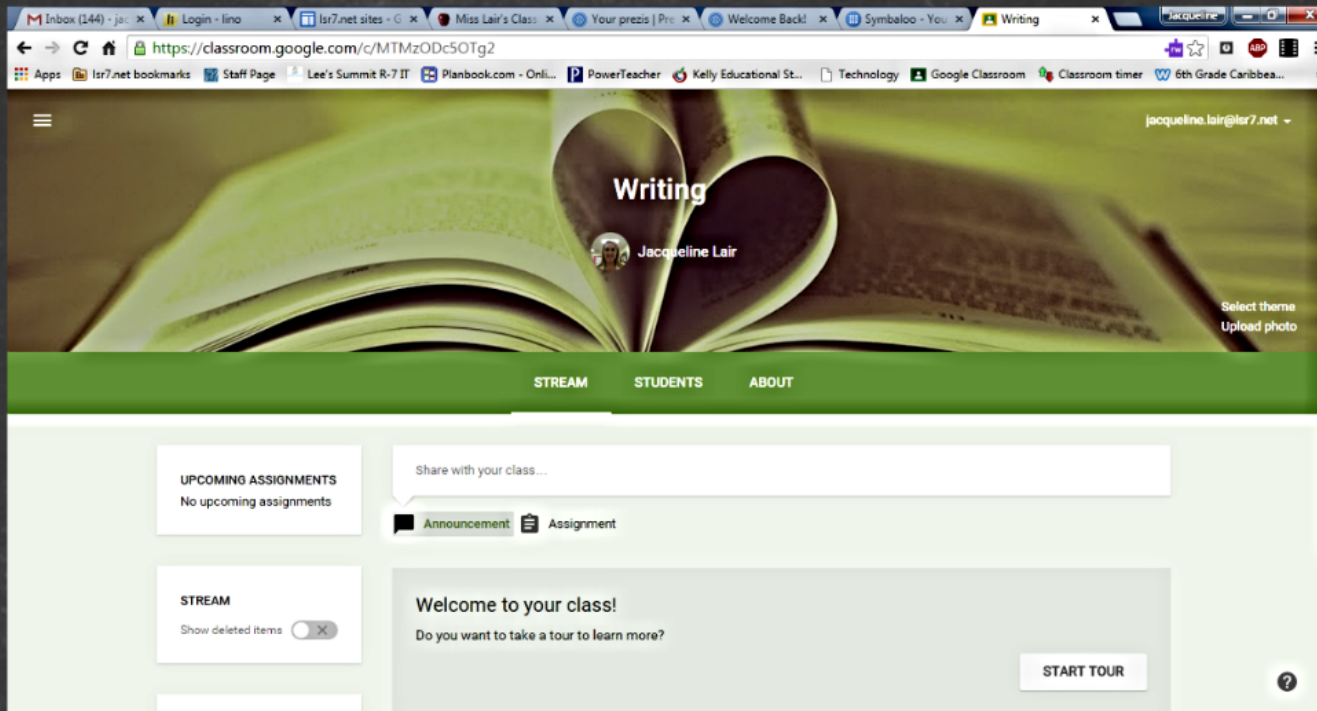 Inbox (144) - jac Login - lino lsr7.net sites - G Miss Lair's Class Your prezis | Pre Welcome Back! Symbaloo - You Writing Jacqueline
https://classroom.google.com/c/MTMzODc5OTg2
Apps lsr7.net bookmarks Staff Page Lee's Summit R-7 IT Planbook.com - Onli... PowerTeacher Kelly Educational St... Technology Google Classroom Classroom timer 6th Grade Caribbea...
jacqueline.lair@lsr7.net
Writing
Jacqueline Lair
Select theme
Upload photo
STREAM STUDENTS ABOUT
UPCOMING ASSIGNMENTS
No upcoming assignments
Share with your class...
Announcement Assignment
STREAM
Show deleted items
Welcome to your class!
Do you want to take a tour to learn more?
START TOUR